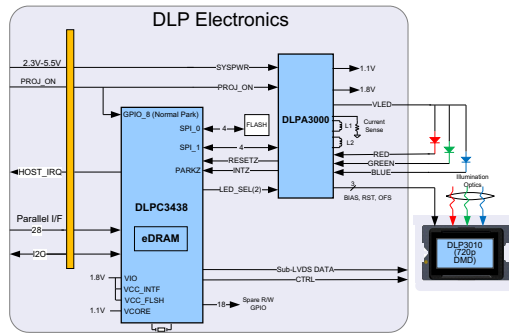 DLP Electronics
2.3V-5.5V
SYSPWR
1.1V
PROJ_ON
PROJ_ON
1.8V
GPIO_8 (Normal Park)
VLED
SPI_0
4
FLASH
DLPA3000
L1
Current
Sense
SPI_1
4
L2
RESETZ
RED
PARKZ
INTZ
GREEN
HOST_IRQ
BLUE
LED_SEL(2)
3
BIAS, RST, OFS
Illumination
Optics
DLPC3438
Parallel I/F
28
eDRAM
DLP3010
(720p
DMD)
I2C
Sub-LVDS DATA
1.8V
VIO
CTRL
VCC_INTF
VCC_FLSH
1.1V
VCORE
18
Spare R/W
GPIO